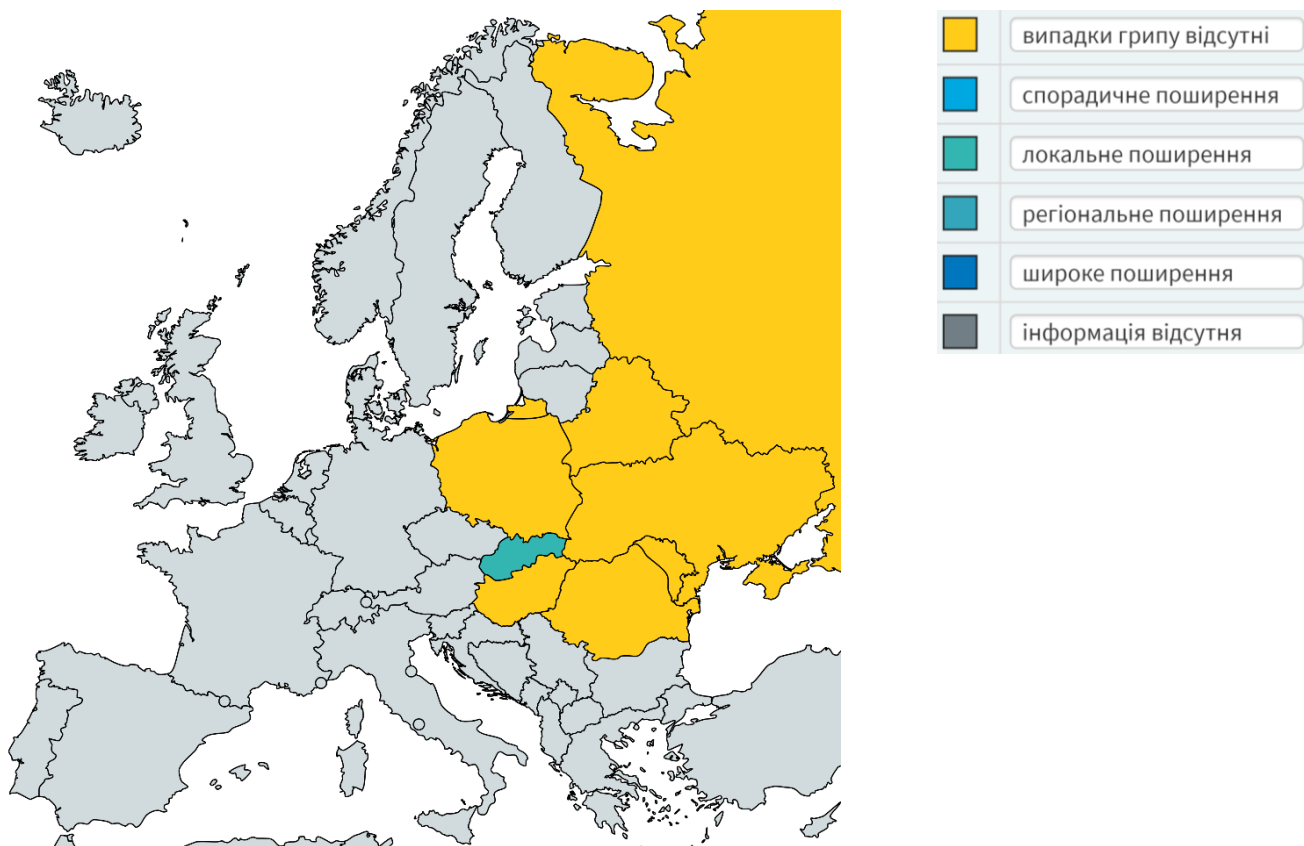 випадки грипу відсутні
спорадичне поширення
локальне поширення
регіональне поширення
широке поширення
інформація відсутня